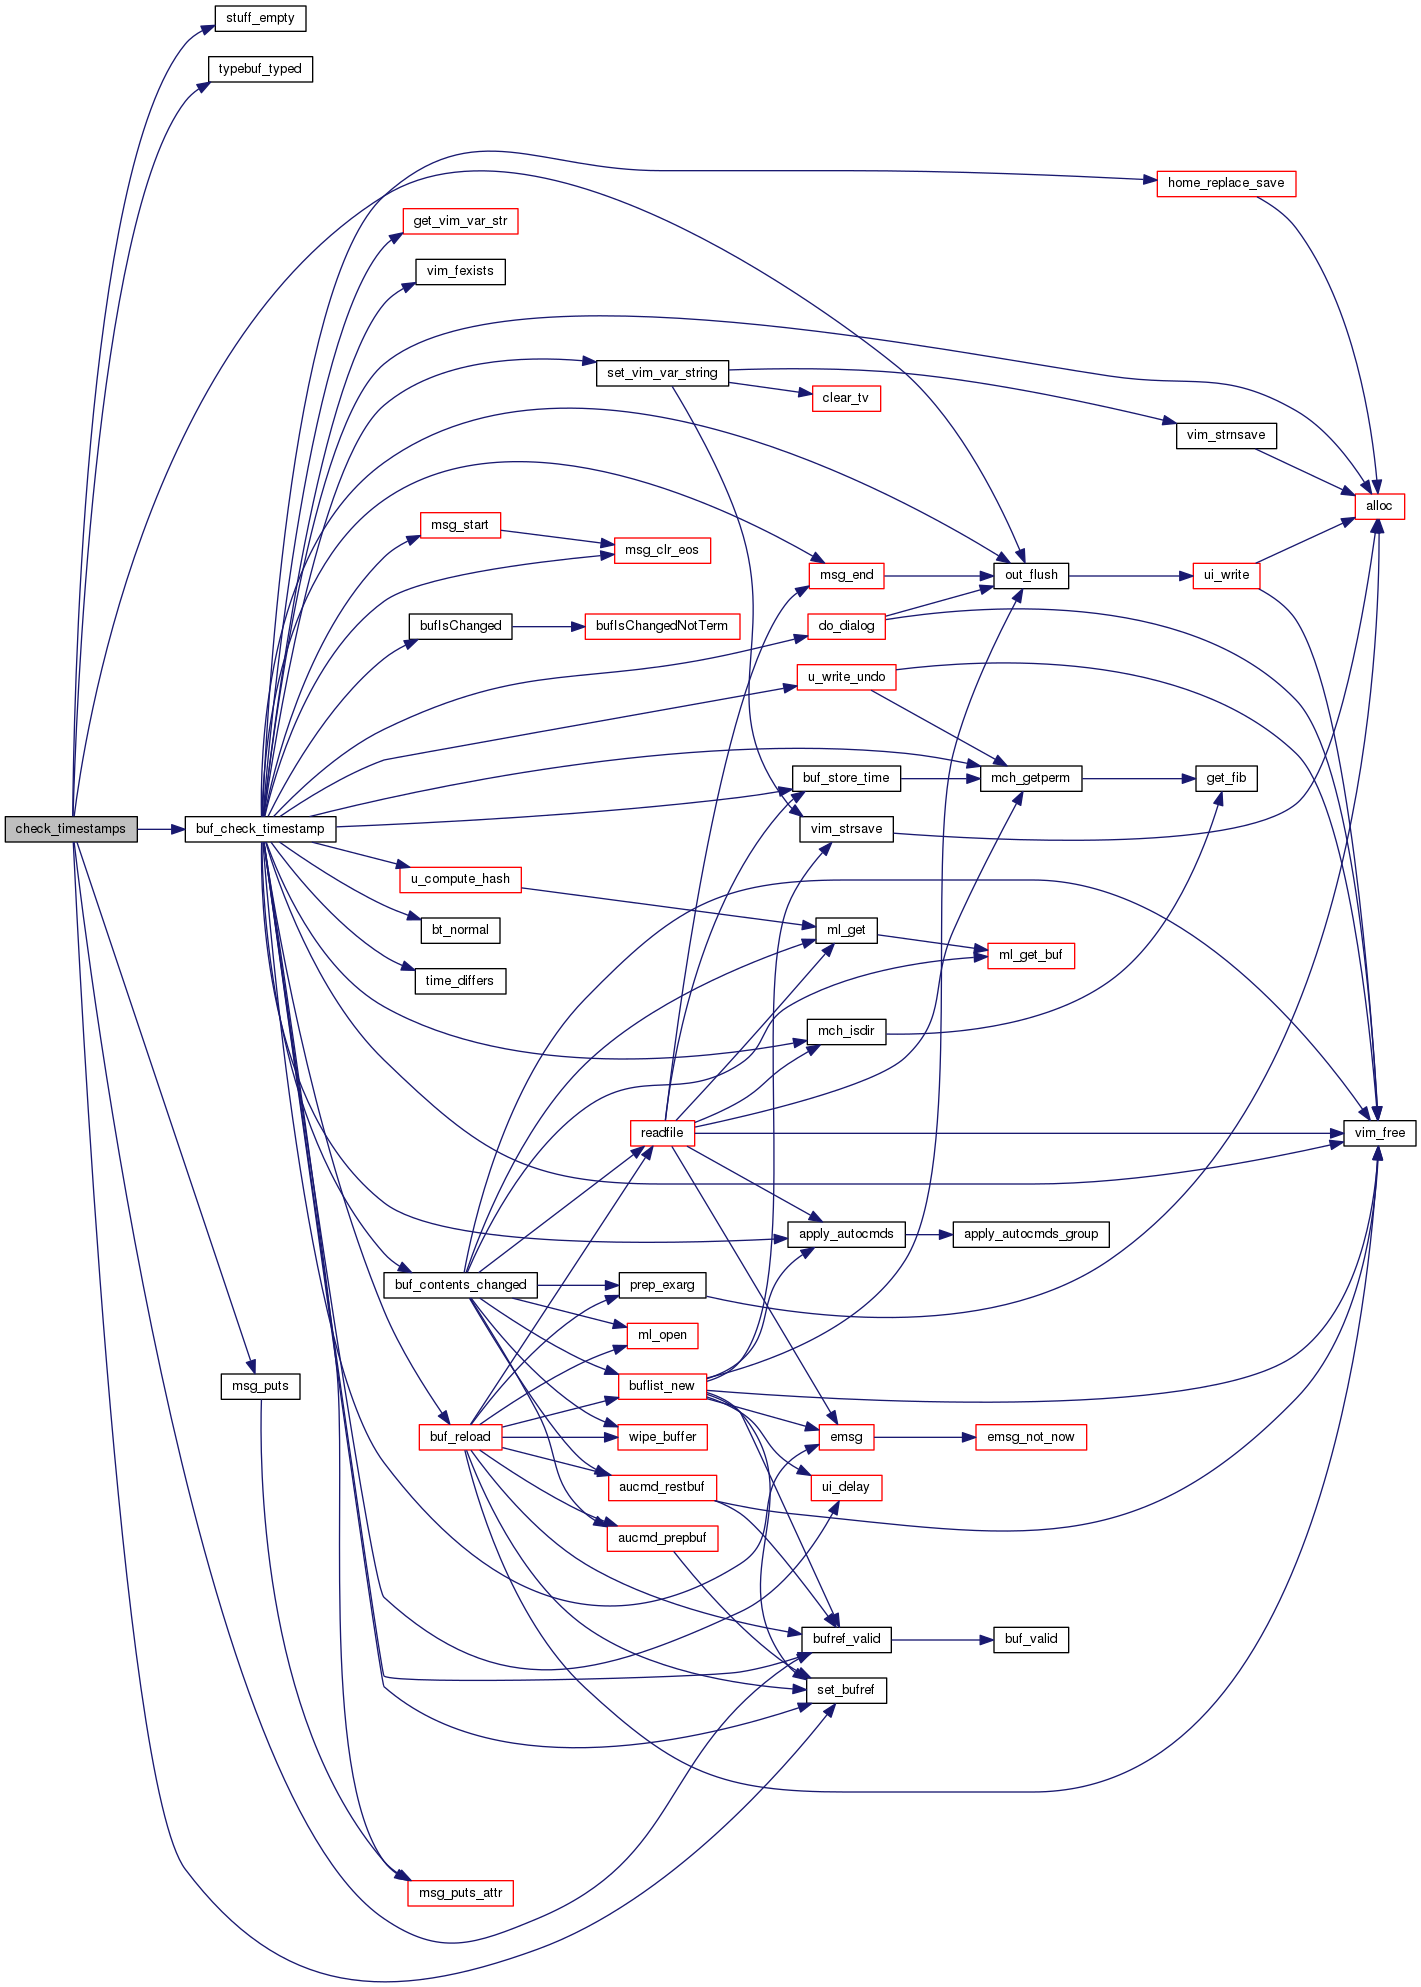 stuff_empty
typebuf_typed
home_replace_save
get_vim_var_str
vim_fexists
set_vim_var_string
clear_tv
vim_strnsave
alloc
msg_start
msg_clr_eos
msg_end
out_flush
ui_write
bufIsChanged
bufIsChangedNotTerm
do_dialog
u_write_undo
buf_store_time
mch_getperm
get_fib
check_timestamps
buf_check_timestamp
vim_strsave
u_compute_hash
bt_normal
ml_get
ml_get_buf
time_differs
mch_isdir
readfile
vim_free
apply_autocmds
apply_autocmds_group
buf_contents_changed
prep_exarg
ml_open
msg_puts
buflist_new
buf_reload
wipe_buffer
emsg
emsg_not_now
aucmd_restbuf
ui_delay
aucmd_prepbuf
bufref_valid
buf_valid
set_bufref
msg_puts_attr